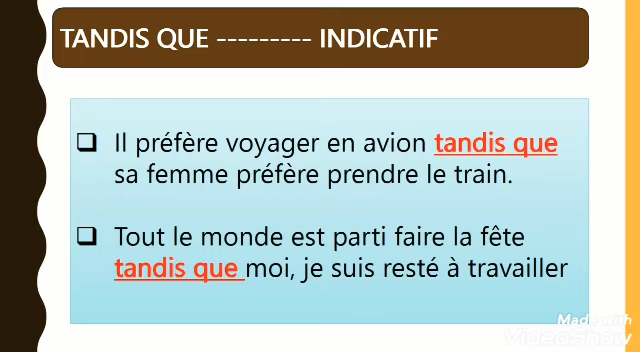 TANDIS QUE --------- INDICATIF
❑ Il préfère voyager en avion tandis que
sa femme préfère prendre le train.
❑ Tout le monde est parti faire la fête
tandis que moi, je suis resté à travailler
Made with
VideoShow